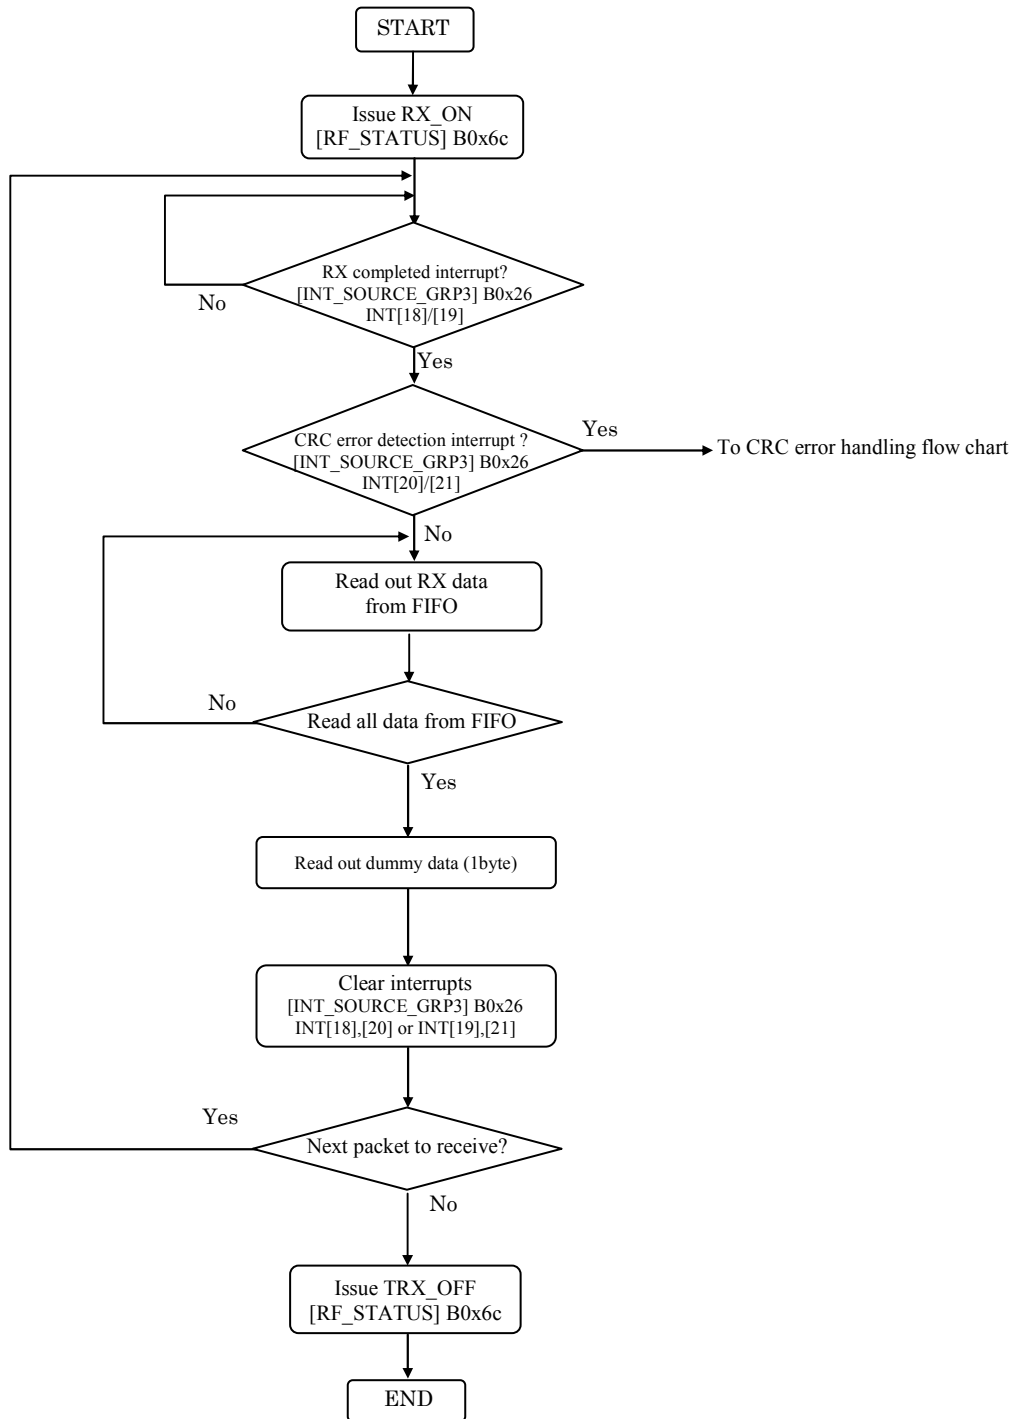 START
Issue RX_ON
[RF_STATUS] B0x6c
RX completed interrupt?
[INT_SOURCE_GRP3] B0x26
INT[18]/[19]
No
Yes
CRC error detection interrupt ?
[INT_SOURCE_GRP3] B0x26
INT[20]/[21]
Yes
To CRC error handling flow chart
No
Read out RX data
from FIFO
No
Read all data from FIFO
Yes
Read out dummy data (1byte)
Clear interrupts
[INT_SOURCE_GRP3] B0x26
INT[18],[20] or INT[19],[21]
Yes
Next packet to receive?
No
Issue TRX_OFF
[RF_STATUS] B0x6c
END